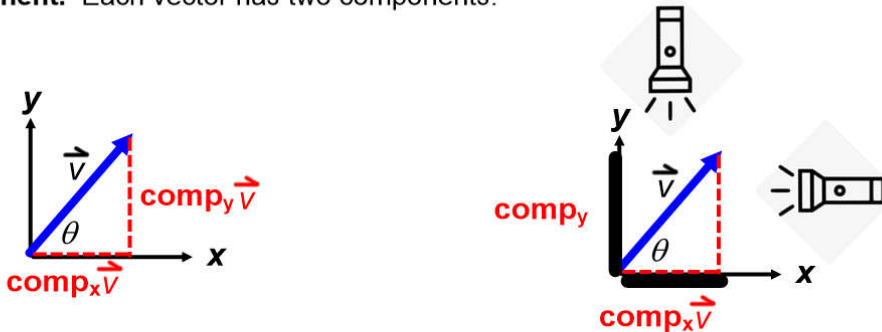 nent. Each vector has two components.
y
v
comp_y v
θ
x
comp_x v
y
v
comp_y
θ
x
comp_x v